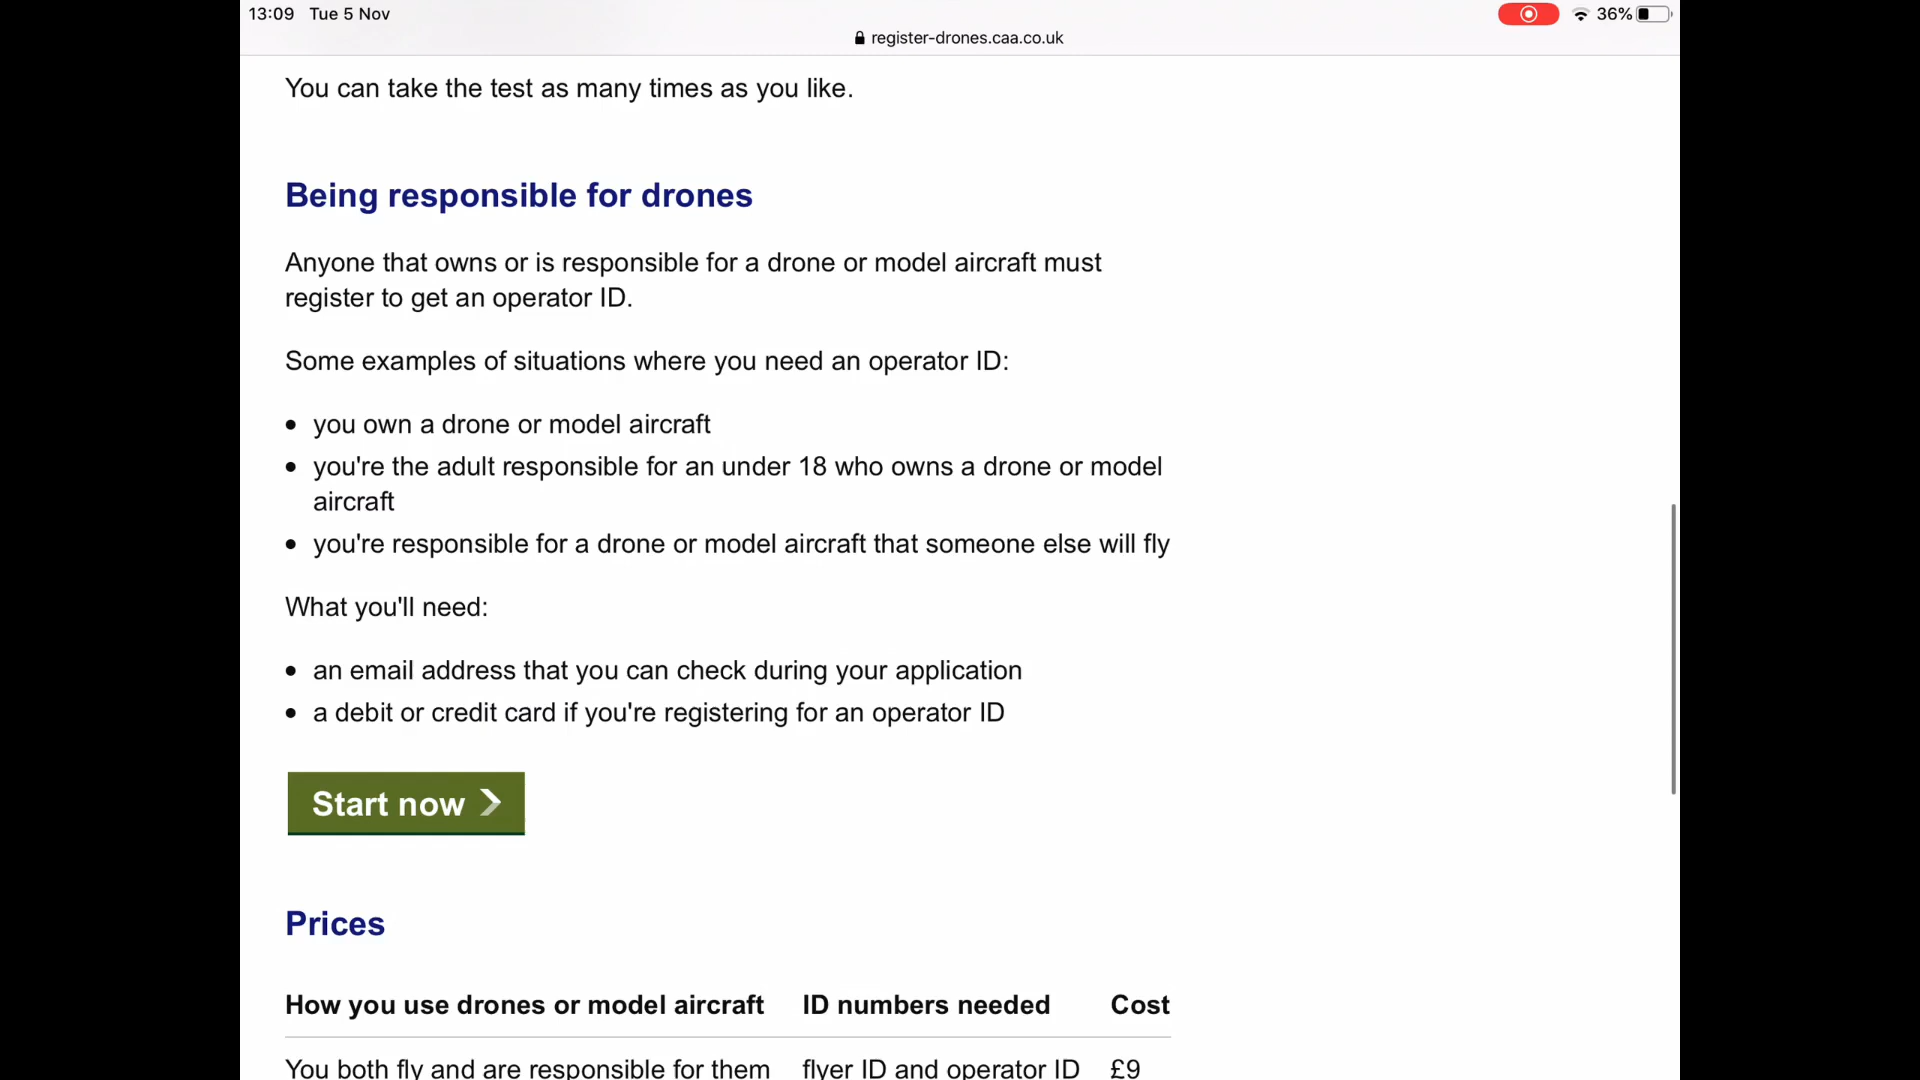 13:09 Tue 5 Nov
36%
register-drones.caa.co.uk
You can take the test as many times as you like.
Being responsible for drones
Anyone that owns or is responsible for a drone or model aircraft must
register to get an operator ID.
Some examples of situations where you need an operator ID:
• you own a drone or model aircraft
• you're the adult responsible for an under 18 who owns a drone or model
aircraft
• you're responsible for a drone or model aircraft that someone else will fly
What you'll need:
• an email address that you can check during your application
• a debit or credit card if you're registering for an operator ID
Start now
Prices
How you use drones or model aircraft ID numbers needed Cost
You both fly and are responsible for them flyer ID and operator ID £9